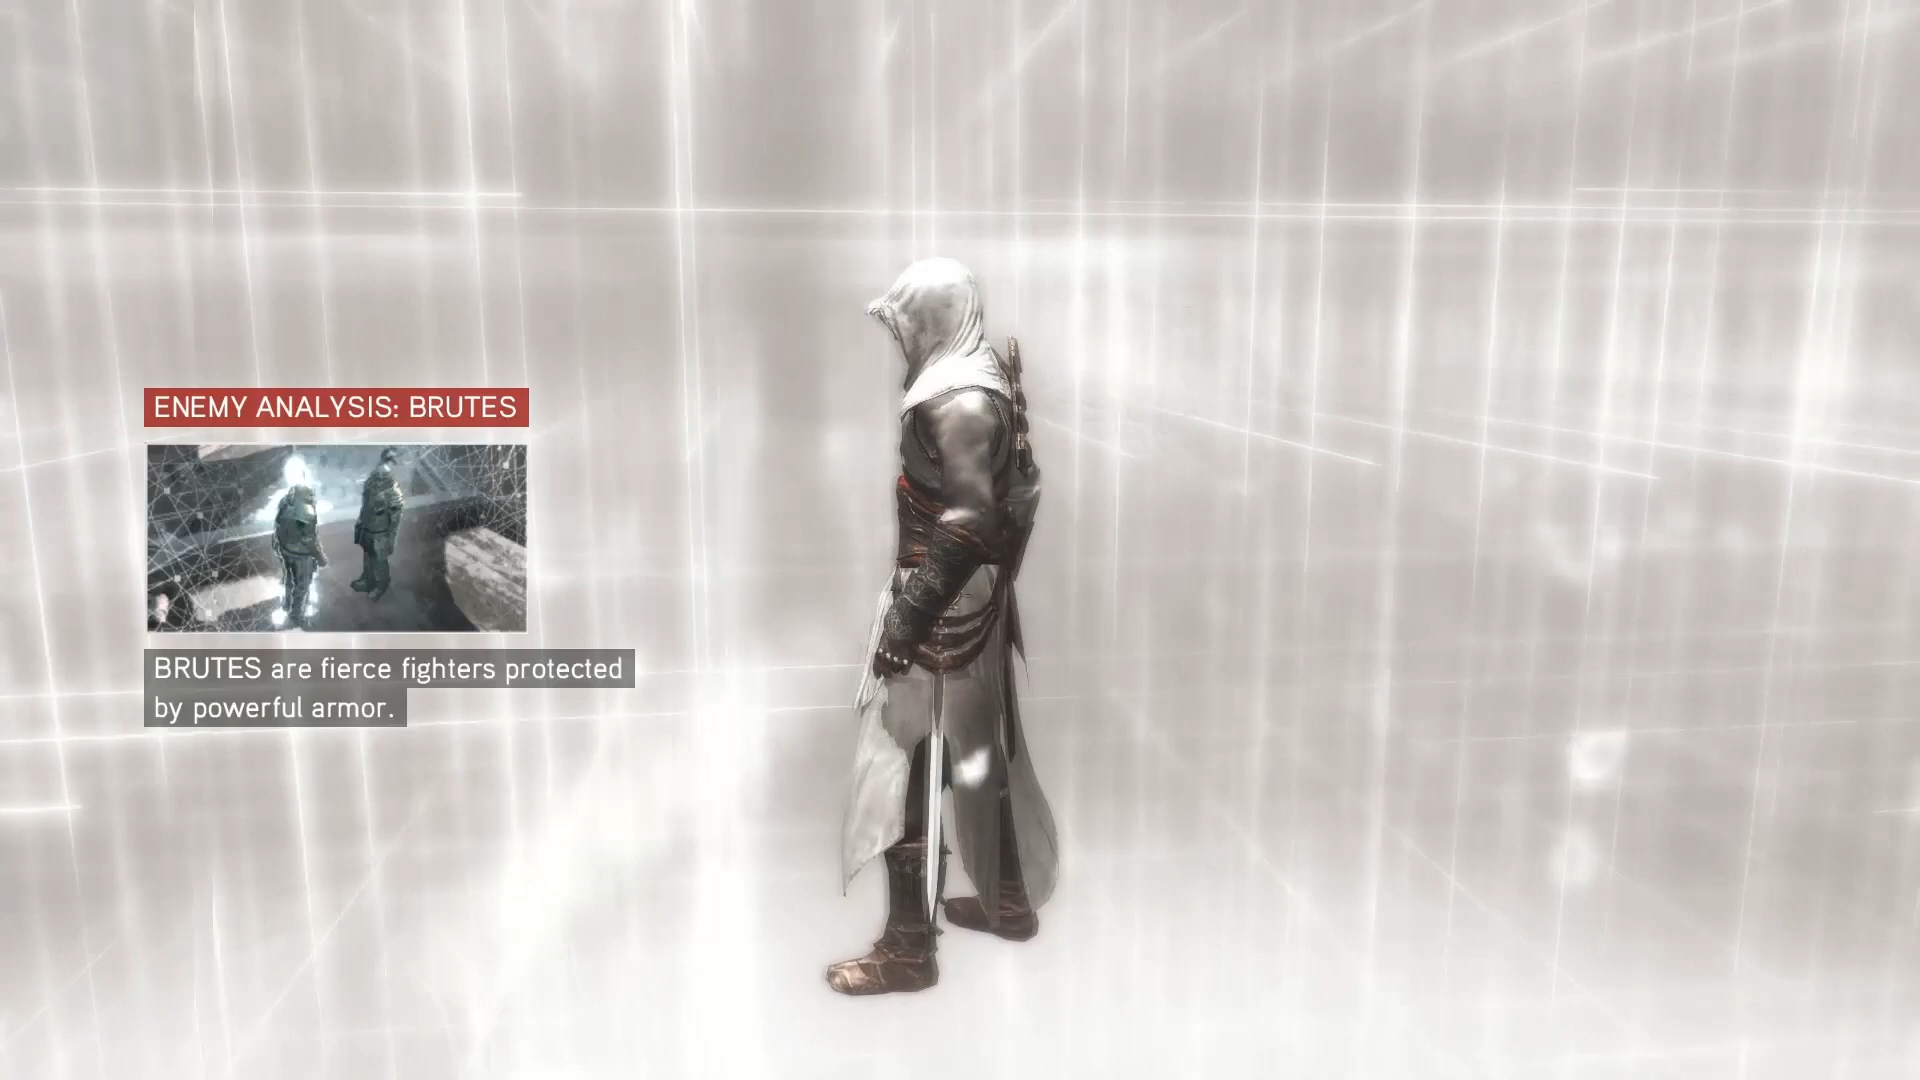 ENEMY ANALYSIS: BRUTES
BRUTES are fierce fighters protected
by powerful armor.